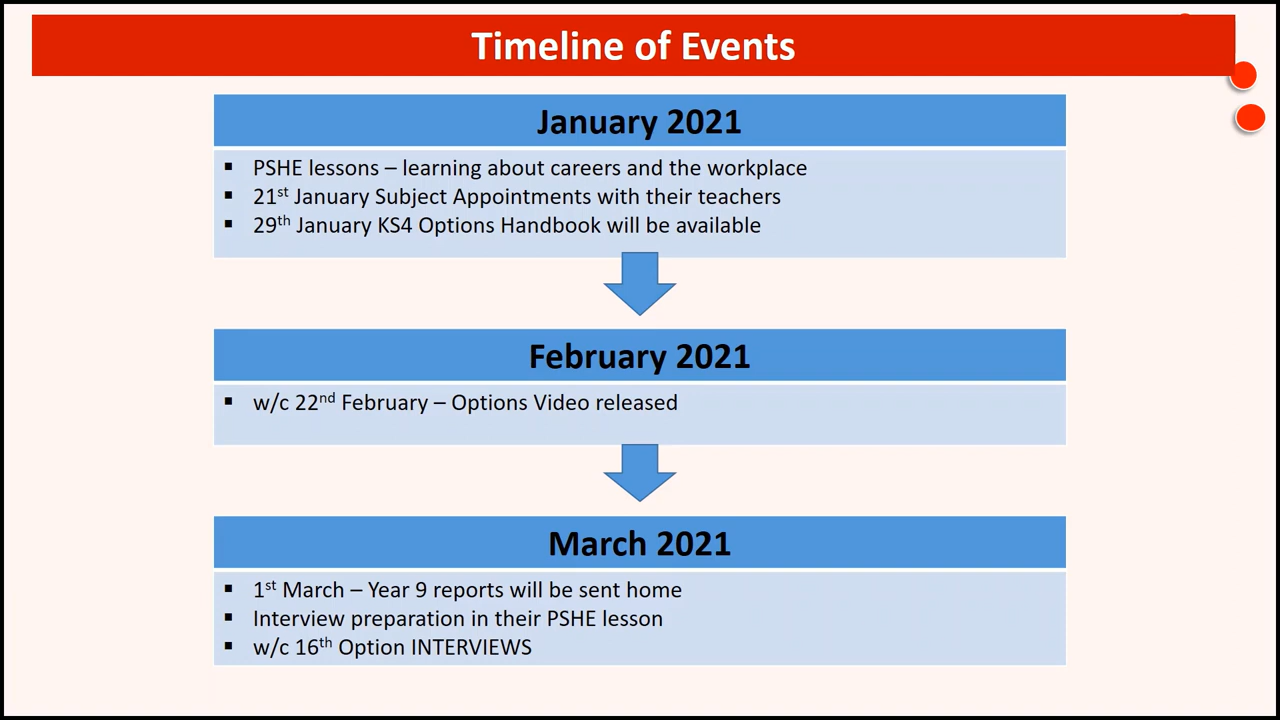 Timeline of Events
January 2021
▪ PSHE lessons – learning about careers and the workplace
▪ 21st January Subject Appointments with their teachers
▪ 29th January KS4 Options Handbook will be available
February 2021
▪ w/c 22nd February – Options Video released
March 2021
▪ 1st March – Year 9 reports will be sent home
▪ Interview preparation in their PSHE lesson
▪ w/c 16th Option INTERVIEWS